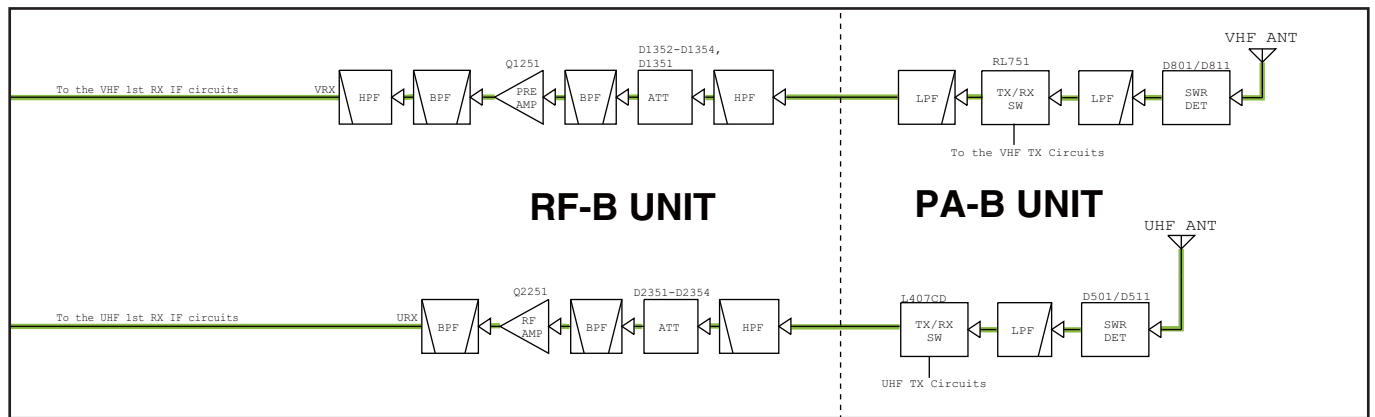 VHF ANT
D1352-D1354,
D1351
Q1251
RL751
D801/D811
To the VHF 1st RX IF circuits
VRX
HPF
BPF
PRE
AMP
BPF
ATT
HPF
LPF
TX/RX
SW
LPF
SWR
DET
To the VHF TX Circuits
RF-B UNIT
PA-B UNIT
UHF ANT
Q2251
D2351-D2354
L407CD
D501/D511
To the UHF 1st RX IF circuits
URX
BPF
RF
AMP
BPF
ATT
HPF
TX/RX
SW
LPF
SWR
DET
UHF TX Circuits